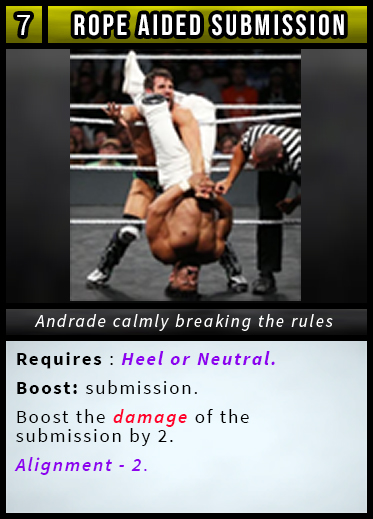 7 ROPE AIDED SUBMISSION
Andrade calmly breaking the rules
Requires : Heel or Neutral.
Boost: submission.
Boost the damage of the
submission by 2.
Alignment - 2.